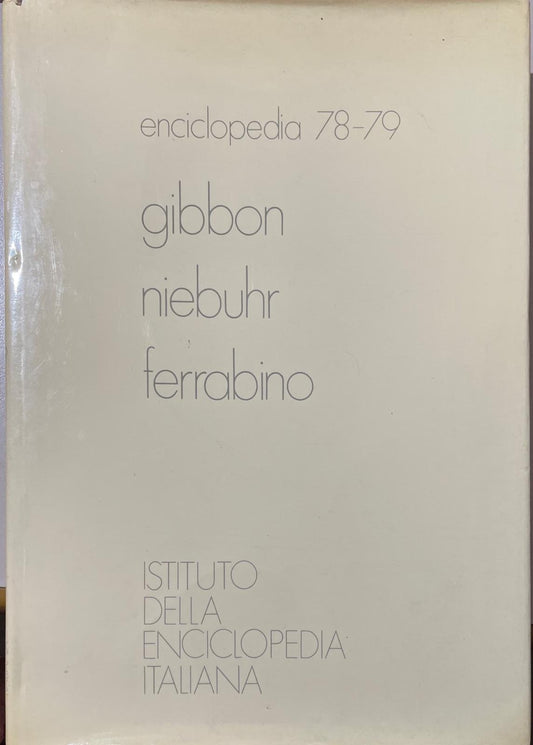 enciclopedia 78-79
gibbon
niebuhr
ferrabino
ISTITUTO
DELLA
ENCICLOPEDIA
ITALIANA